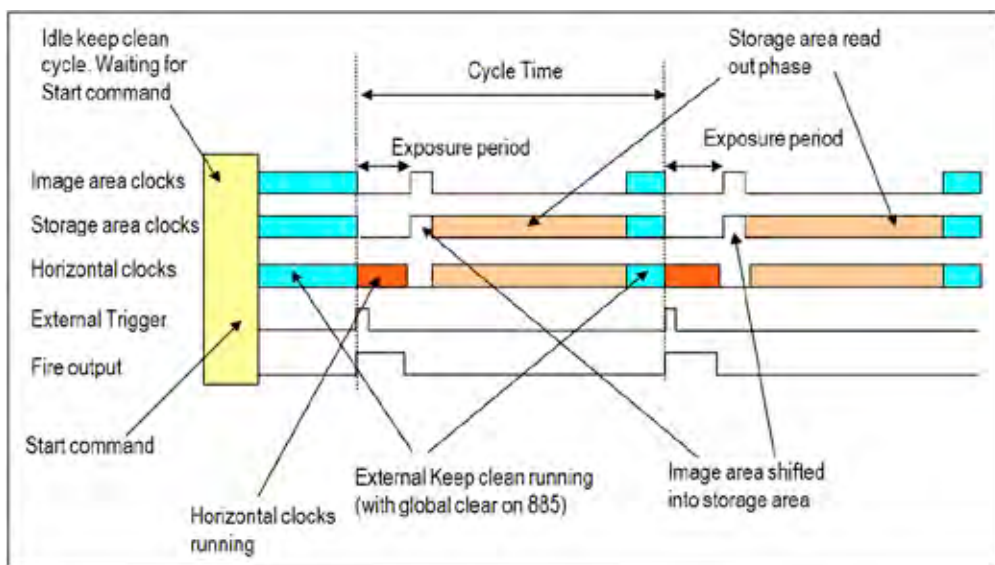 Idle keep clean
cycle. Waiting for
Start command
Cycle Time
Storage area read
out phase
Exposure period
Exposure period
Image area clocks
Storage area clocks
Horizontal clocks
External Trigger
Fire output
Start command
Horizontal clocks
running
External Keep clean running
(with global clear on 885)
Image area shifted
into storage area